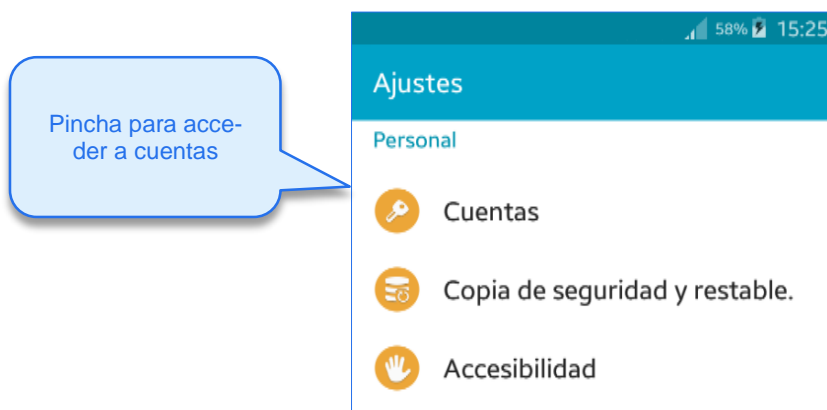 58% 15:25
Ajustes
Personal
Pincha para acce-
der a cuentas
Cuentas
Copia de seguridad y restable.
Accesibilidad